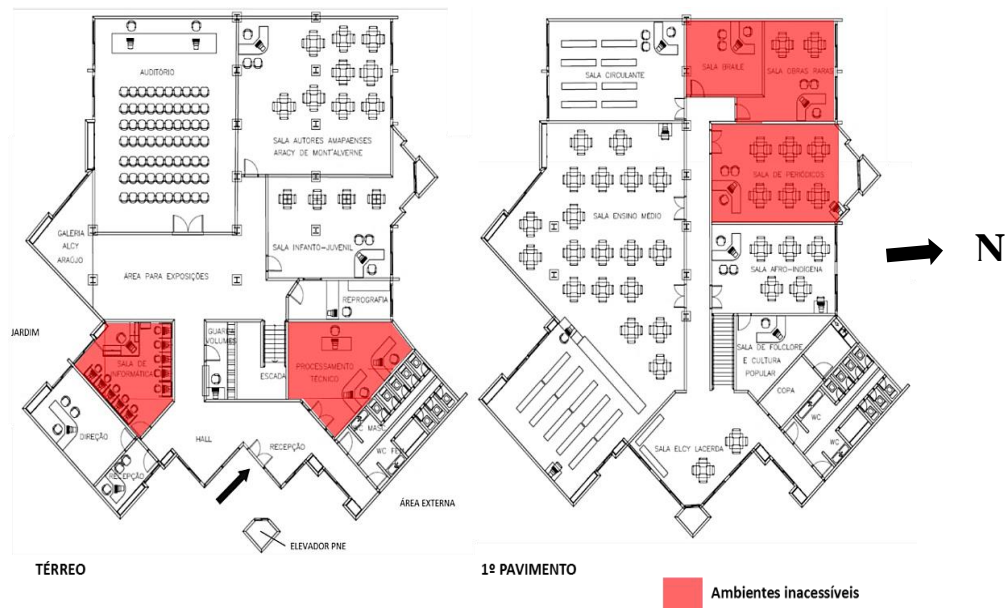 AUDITÓRIO
SALA AUTORES AMAPAENSES
ARACY DE MONT'ALVERNE
GALERIA
ALCY
ARAÚJO
SALA INFANTO-JUVENIL
ÁREA PARA EXPOSIÇÕES
REPROGRAFIA
JARDIM
SALA DE
INFORMÁTICA
GUARDA
VOLUMES
ESCADA
PROCESSAMENTO
TÉCNICO
DIREÇÃO
HALL
RECEPÇÃO
WC MASC
WC FE
RECEPÇÃO
ÁREA EXTERNA
ELEVADOR PNE
TÉRREO
SALA CIRCULANTE
SALA BRAILE
SALA OBRAS RARAS
SALA DE PERIÓDICOS
SALA ENSINO MÉDIO
SALA AFRO-INDÍGENA
SALA DE FOLCLORE
E CULTURA
POPULAR
COPA
WC
WC
SALA ELCY LACERDA
N
1º PAVIMENTO
Ambientes inacessíveis